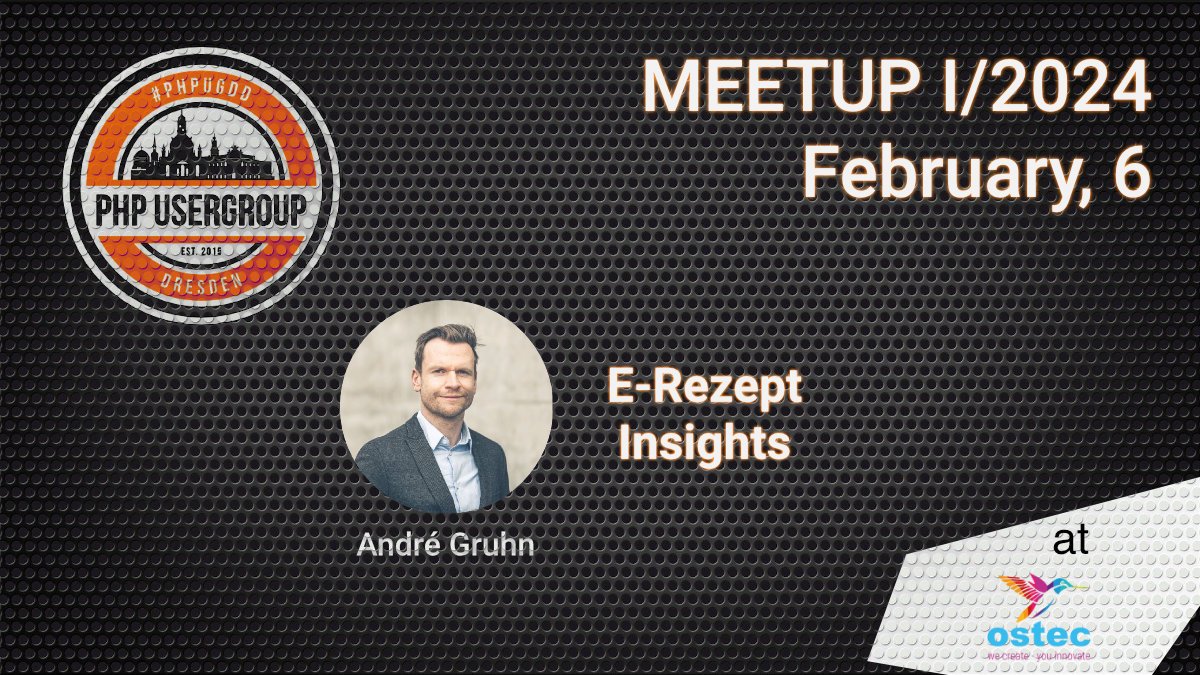 #PHPUGDD
PHP USERGROUP
EST. 2015
DRESDEN
MEETUP I/2024
February, 6
E-Rezept
Insights
André Gruhn
at
ostec
we create - you innovate